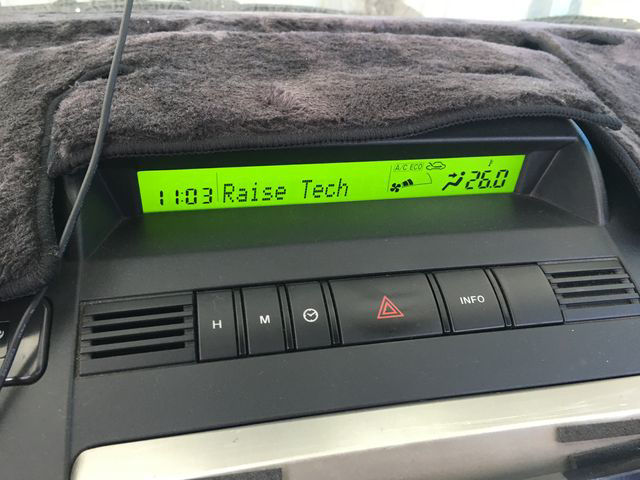 11:03 Raise Tech A/C ECO 26.0
H M INFO